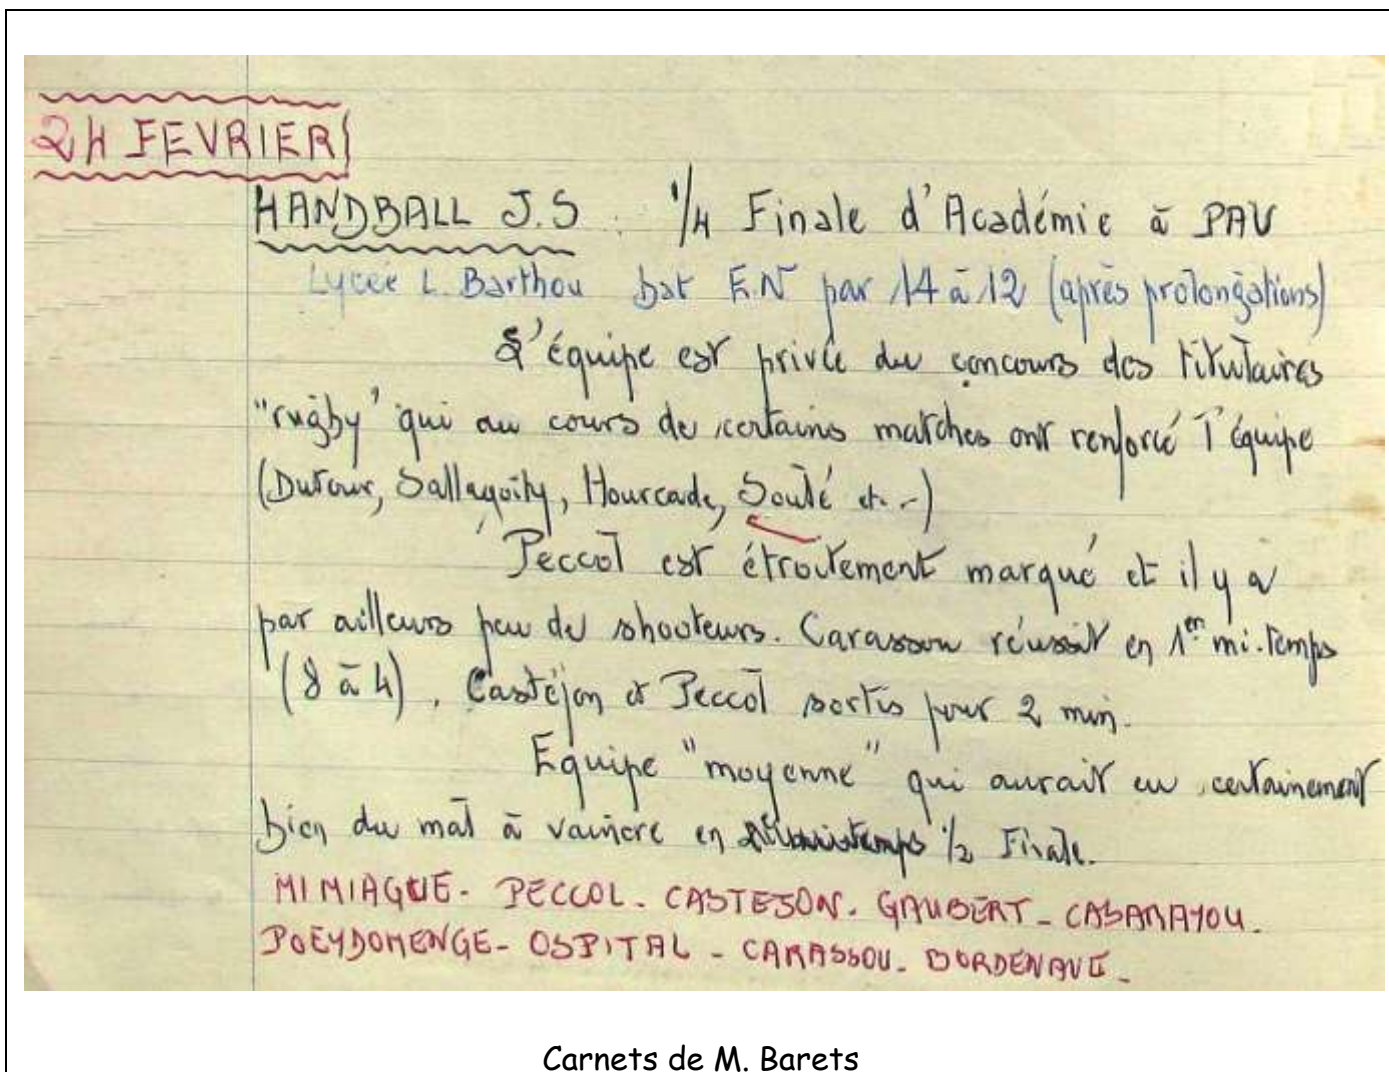 24 FEVRIER
HANDBALL J.S : 1/4 Finale d'Académie à PAU
Lycée L. Barthou bat E.N par 14 à 12 (après prolongations)
L'équipe est privée du concours des titulaires
"rugby" qui au cours de certains matches ont renforcé l'équipe
(Dufour, Sallagoïty, Hourcade, Soulé etc-)
Peccol est étroitement marqué et il y a
par ailleurs peu de shooteurs. Carassou réussit en 1er mi-temps
(8 à 4). Castéjon et Peccol sortis pour 2 min.
Equipe "moyenne" qui aurait eu certainement
bien du mal à vaincre en 1/2 Finale.
MIMIAGUE - PECCOL - CASTEJON - GAUBERT - CASAMAYOU -
POEYDOMENGE - OSPITAL - CARASSOU - BORDENAVE -
Carnets de M. Barets